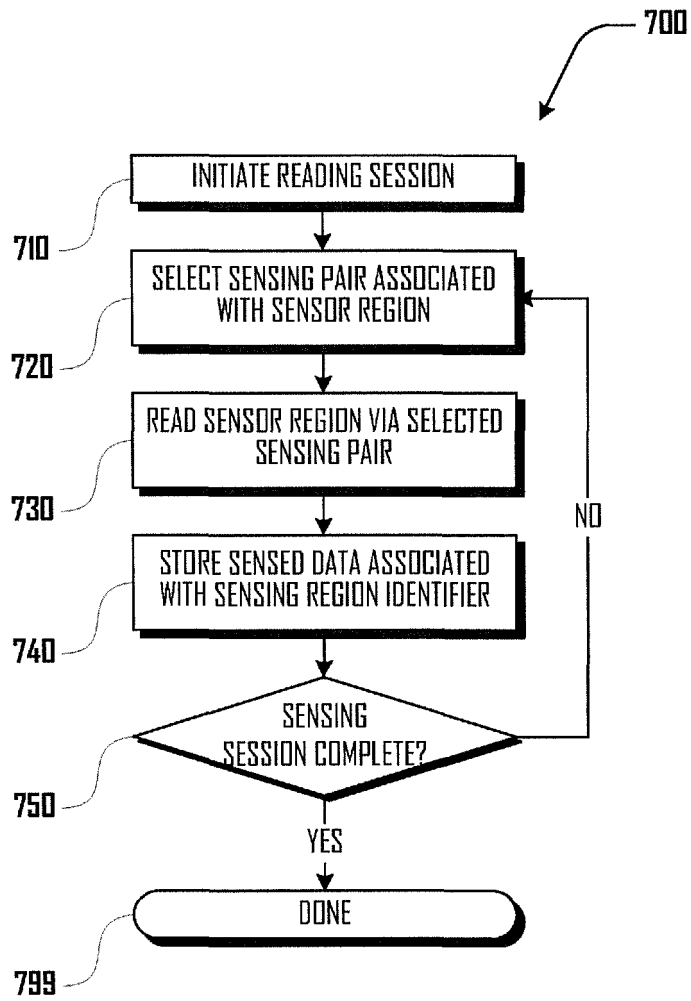 700
INITIATE READING SESSION
710
SELECT SENSING PAIR ASSOCIATED
WITH SENSOR REGION
720
READ SENSOR REGION VIA SELECTED
SENSING PAIR
730
NO
STORE SENSED DATA ASSOCIATED
WITH SENSING REGION IDENTIFIER
740
SENSING
SESSION COMPLETE?
750
YES
DONE
799